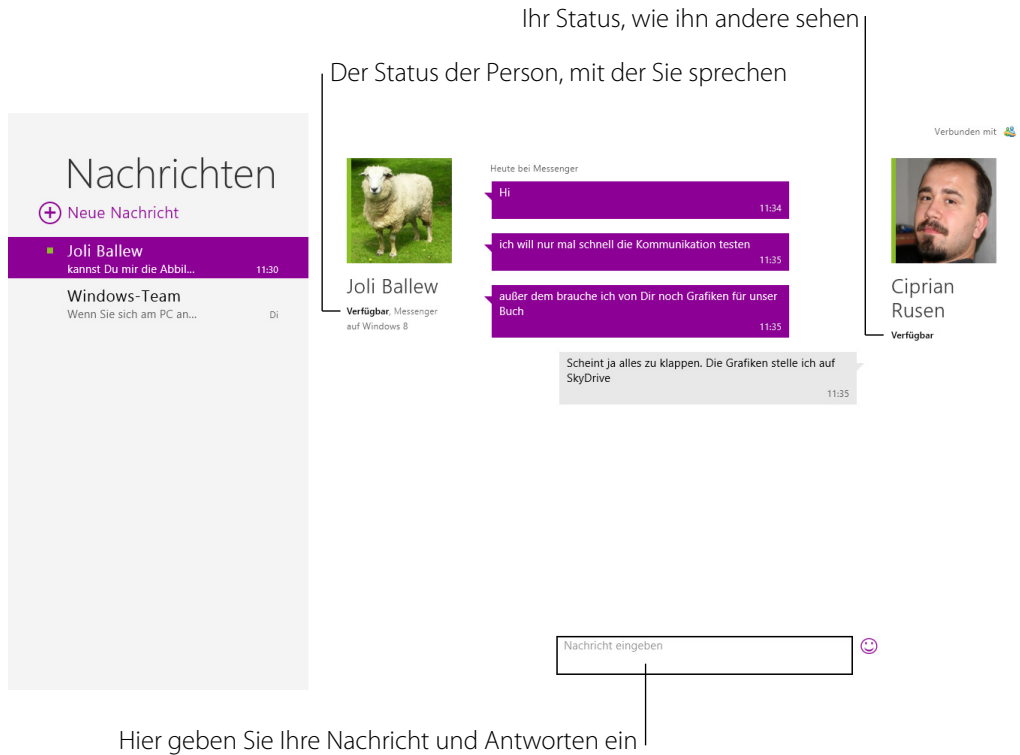 Ihr Status, wie ihn andere sehen
Der Status der Person, mit der Sie sprechen
Verbunden mit
Nachrichten
Neue Nachricht
Joli Ballew
kannst Du mir die Abbil... 11:30
Windows-Team
Wenn Sie sich am PC an... Di
Joli Ballew
Verfügbar, Messenger
auf Windows 8
Heute bei Messenger
Hi
11:34
ich will nur mal schnell die Kommunikation testen
11:35
außer dem brauche ich von Dir noch Grafiken für unser
Buch
11:35
Scheint ja alles zu klappen. Die Grafiken stelle ich auf
SkyDrive
11:35
Ciprian
Rusen
Verfügbar
Nachricht eingeben
Hier geben Sie Ihre Nachricht und Antworten ein